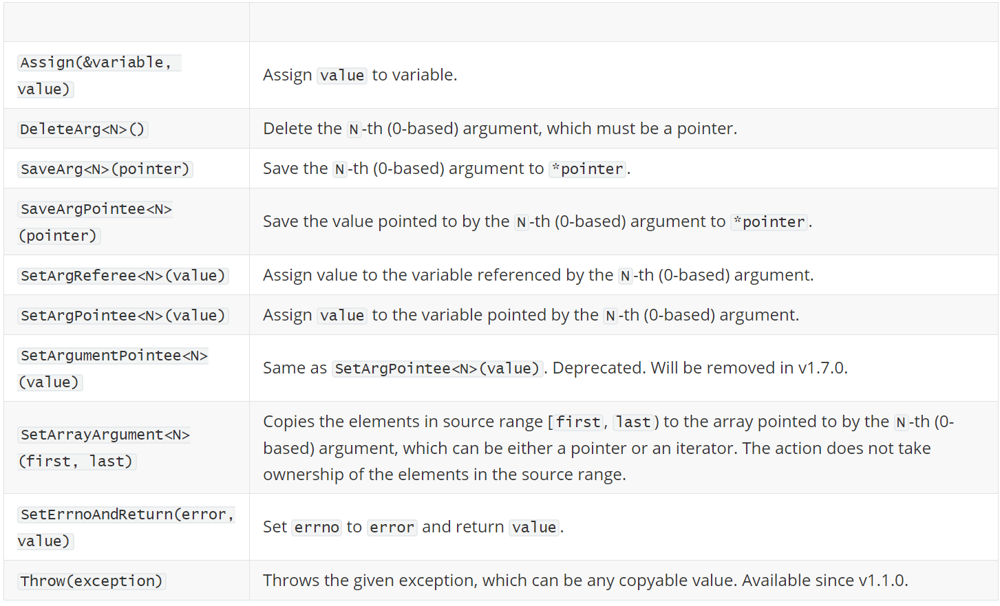 Assign(&variable,
value)
Assign value to variable.
DeleteArg<N>()
Delete the N-th (0-based) argument, which must be a pointer.
SaveArg<N>(pointer)
Save the N-th (0-based) argument to *pointer.
SaveArgPointee<N>
(pointer)
Save the value pointed to by the N-th (0-based) argument to *pointer.
SetArgReferee<N>(value)
Assign value to the variable referenced by the N-th (0-based) argument.
SetArgPointee<N>(value)
Assign value to the variable pointed by the N-th (0-based) argument.
SetArgumentPointee<N>
(value)
Same as SetArgPointee<N>(value). Deprecated. Will be removed in v1.7.0.
SetArrayArgument<N>
(first, last)
Copies the elements in source range [first, last) to the array pointed to by the N-th (0-
based) argument, which can be either a pointer or an iterator. The action does not take
ownership of the elements in the source range.
SetErrnoAndReturn(error,
value)
Set errno to error and return value.
Throw(exception)
Throws the given exception, which can be any copyable value. Available since v1.1.0.